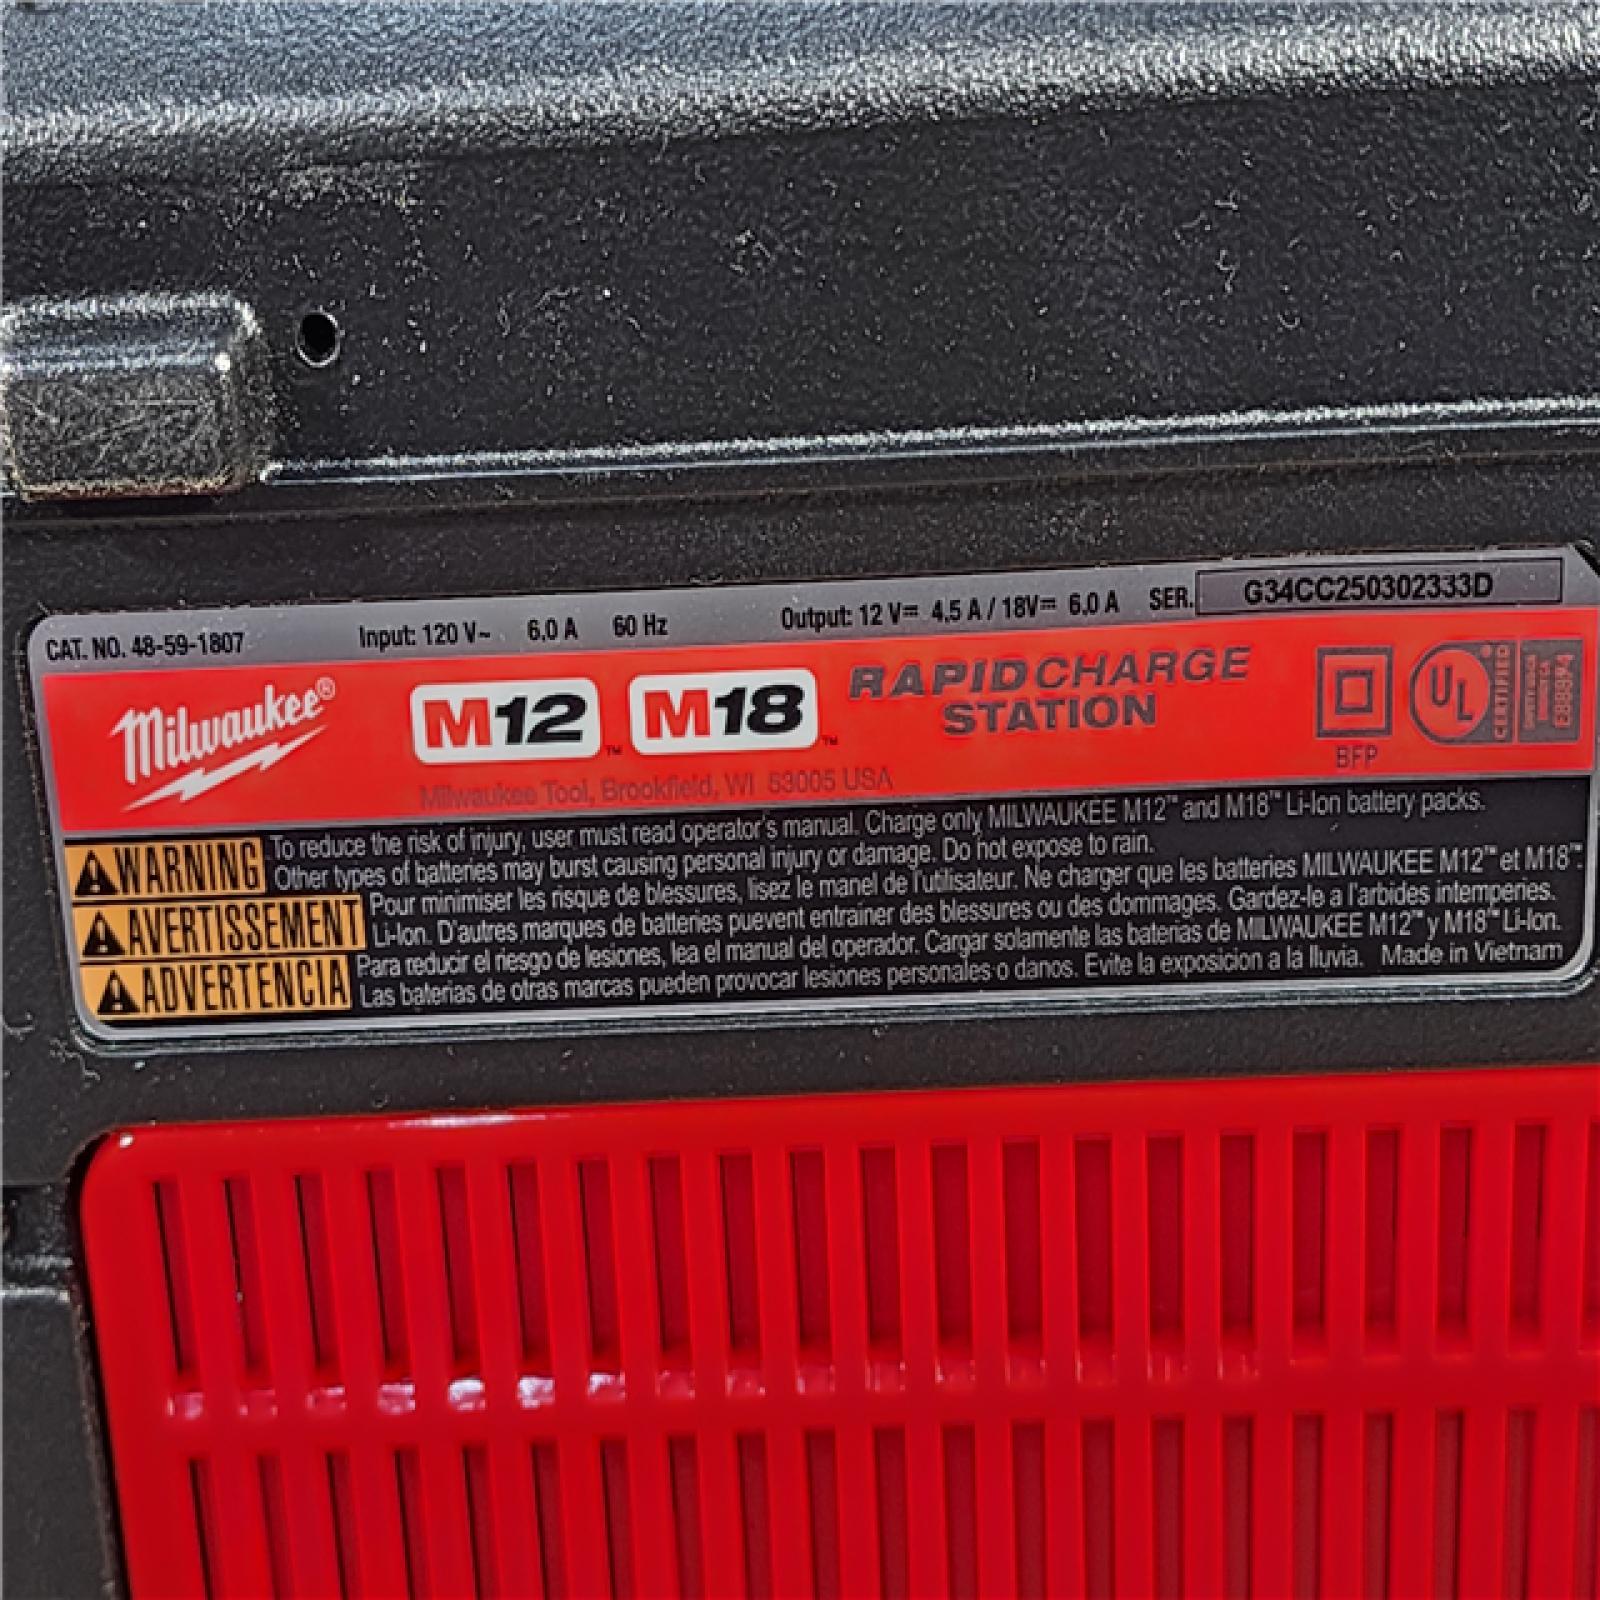 CAT. NO. 48-59-1807 Input: 120 V~ 6.0 A 60 Hz Output: 12 V⎓ 4.5 A / 18V⎓ 6.0 A SER. G34CC250302333D
Milwaukee® M12™ M18™ RAPID CHARGE
STATION
UL® CERTIFIED
BFP
Milwaukee Tool, Brookfield, WI 53005 USA
WARNING To reduce the risk of injury, user must read operator's manual. Charge only MILWAUKEE M12™ and M18™ Li-Ion battery packs.
Other types of batteries may burst causing personal injury or damage. Do not expose to rain.
AVERTISSEMENT Pour minimiser les risque de blessures, lisez le manel de l'utilisateur. Ne charger que les batteries MILWAUKEE M12™ et M18™
Li-Ion. D'autres marques de batteries puevent entrainer des blessures ou des dommages. Gardez-le a l'arbides intemperies.
ADVERTENCIA Para reducir el riesgo de lesiones, lea el manual del operador. Cargar solamente las baterias de MILWAUKEE M12™ y M18™ Li-Ion.
Las baterias de otras marcas pueden provocar lesiones personales o danos. Evite la exposicion a la lluvia. Made in Vietnam